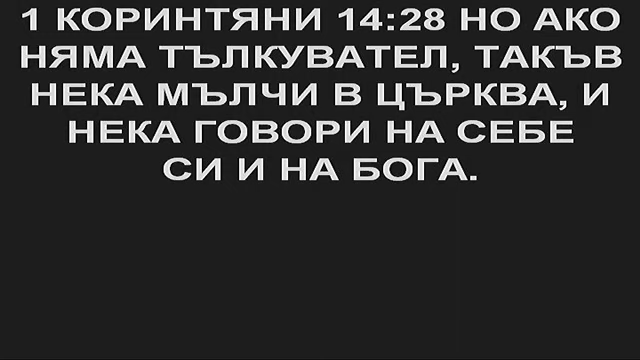 1 КОРИНТЯНИ 14:28 НО АКО
НЯМА ТЪЛКУВАТЕЛ, ТАКЪВ
НЕКА МЪЛЧИ В ЦЪРКВА, И
НЕКА ГОВОРИ НА СЕБЕ
СИ И НА БОГА.